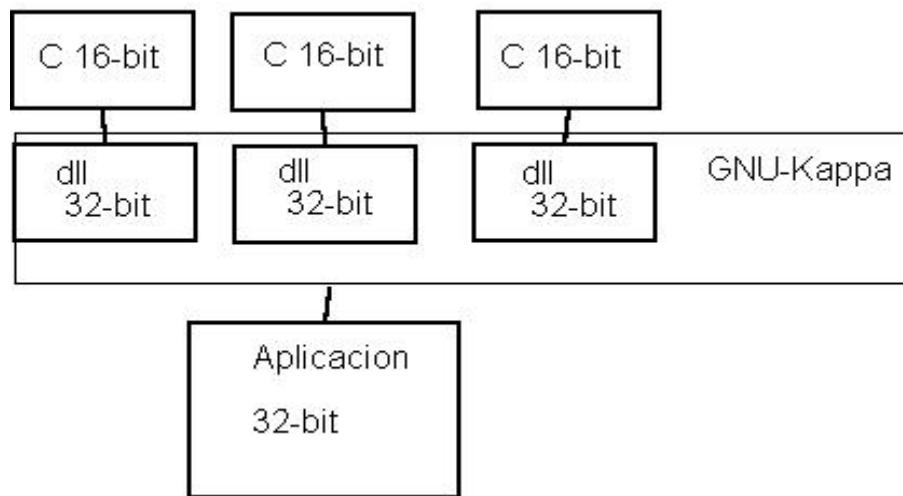 C 16-bit
C 16-bit
C 16-bit
dll
32-bit
dll
32-bit
dll
32-bit
GNU-Kappa
Aplicacion
32-bit